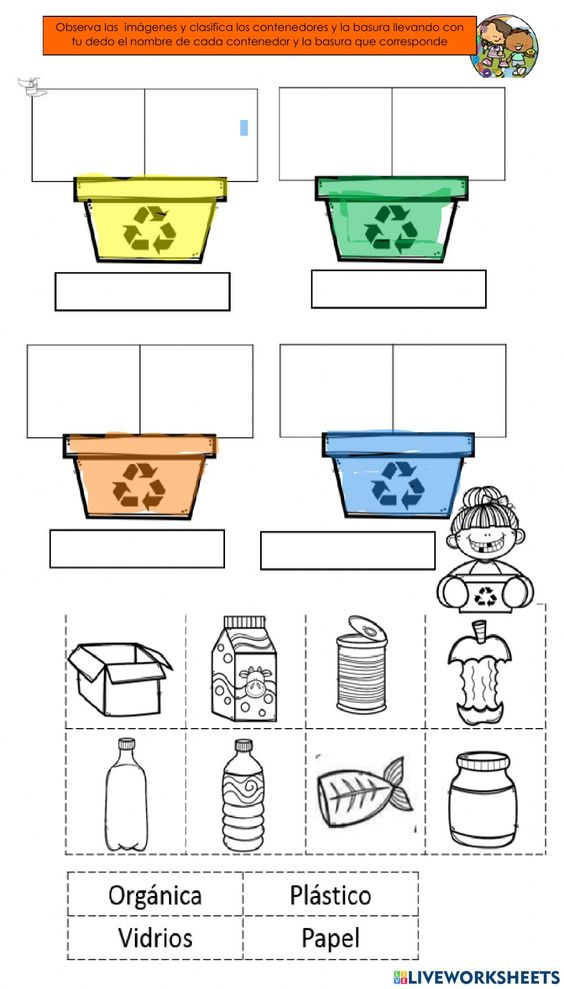 Observa las imágenes y clasifica los contenedores y la basura llevando con
tu dedo el nombre de cada contenedor y la basura que corresponde
Orgánica
Plástico
Vidrios
Papel
LIVEWORKSHEETS